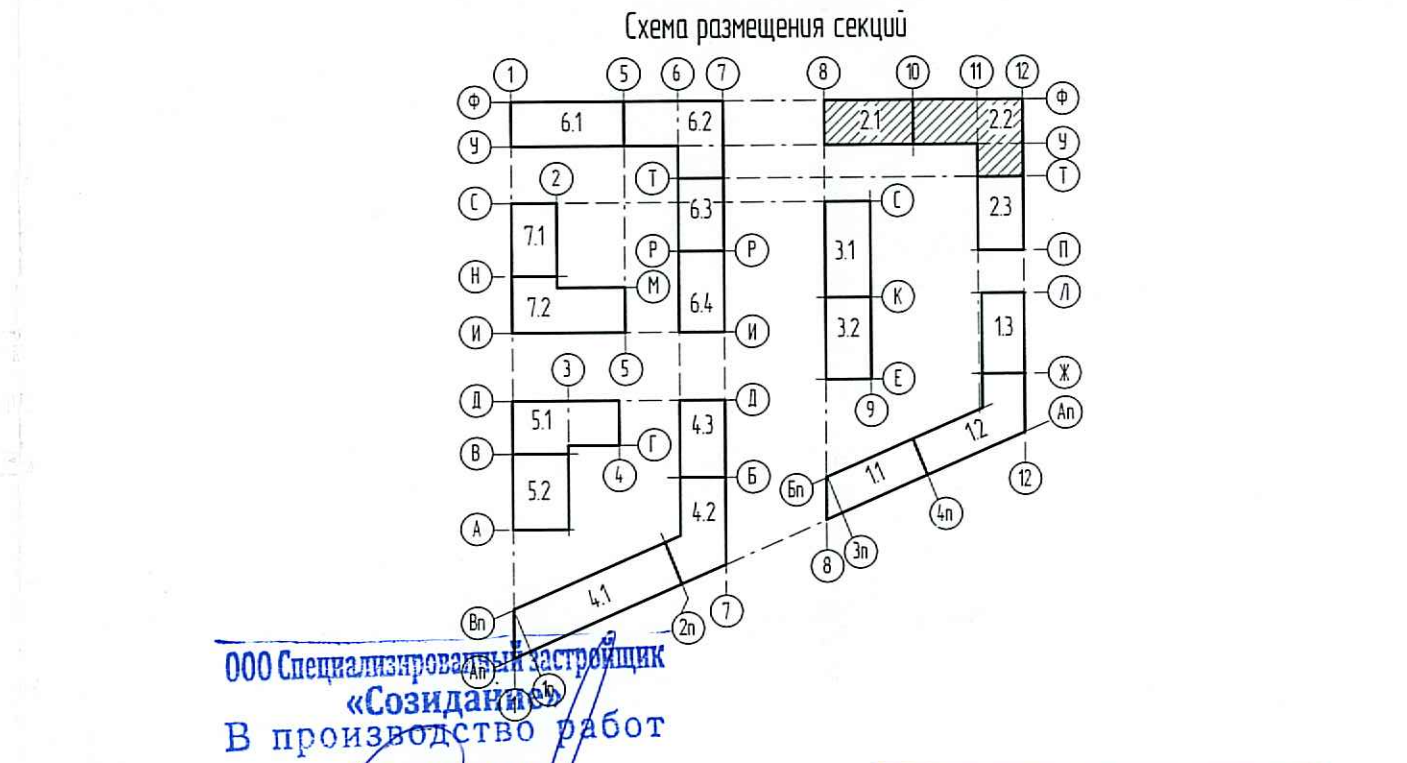 Схема размещения секций
1 5 6 7 8 10 11 12
Ф 6.1 6.2 2.1 2.2 Ф
У У
2 Т Т
С 6.3 С 2.3
7.1 3.1
Р Р П
Н М К Л
7.2 6.4 3.2 1.3
И И
3 5 Е Ж
Д Д 9 Ап
5.1 4.3 1.2
В Г
4 Б Бп 1.1 12
5.2 4.2 4п
А
8 3п
4.1 7
Вп 2п
ООО Специализированный застройщик
Ап 1п
«Созидание»
1
В производство работ